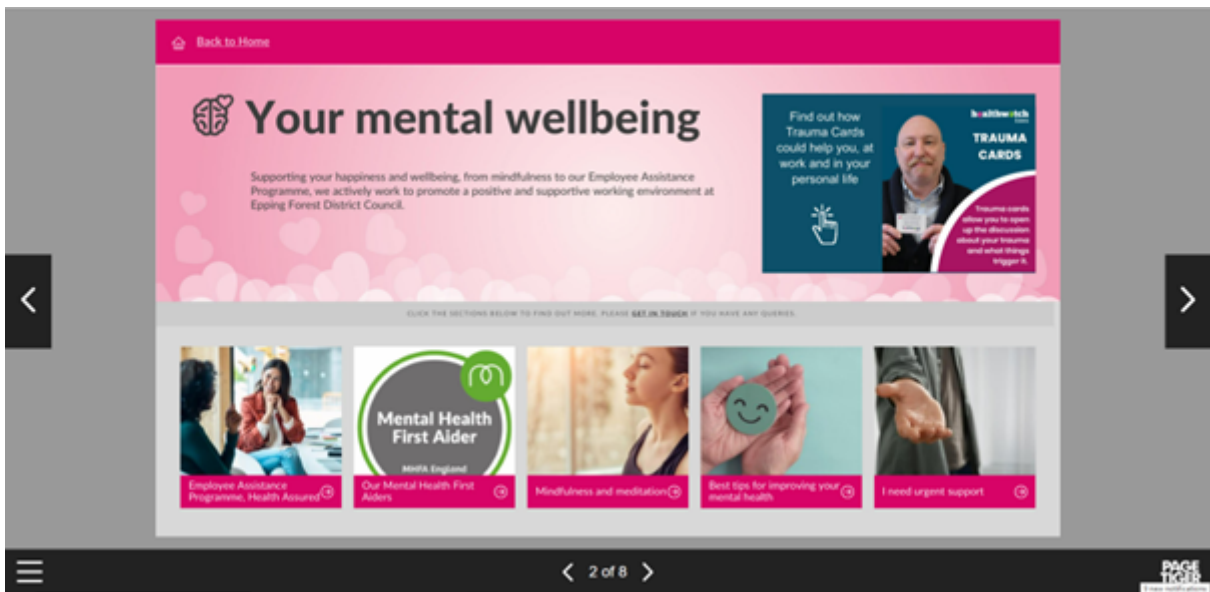 Back to Home
Your mental wellbeing
Supporting your happiness and wellbeing, from mindfulness to our Employee Assistance
Programme, we actively work to promote a positive and supportive working environment at
Epping Forest District Council.
Find out how
Trauma Cards
could help you, at
work and in your
personal life
healthwatch
TRAUMA
CARDS
Trauma cards
allow you to open
up the discussion
about your trauma
and what things
trigger it.
CLICK THE SECTIONS BELOW TO FIND OUT MORE. PLEASE GET IN TOUCH IF YOU HAVE ANY QUERIES.
Mental Health
First Aider
MHFA England
Employee Assistance
Programme, Health Assured
Our Mental Health First
Aiders
Mindfulness and meditation
Best tips for improving your
mental health
I need urgent support
2 of 8
PAGE
TIGER
new notifications